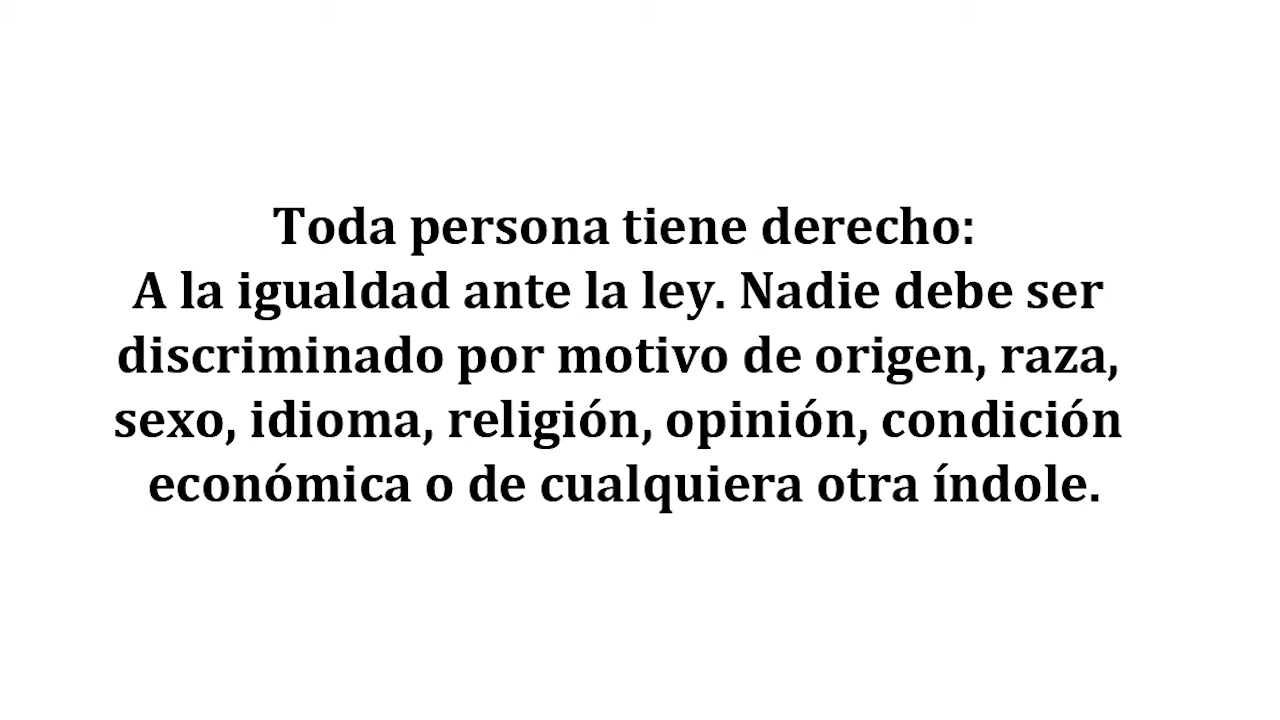 Toda persona tiene derecho:
A la igualdad ante la ley. Nadie debe ser
discriminado por motivo de origen, raza,
sexo, idioma, religión, opinión, condición
económica o de cualquiera otra índole.